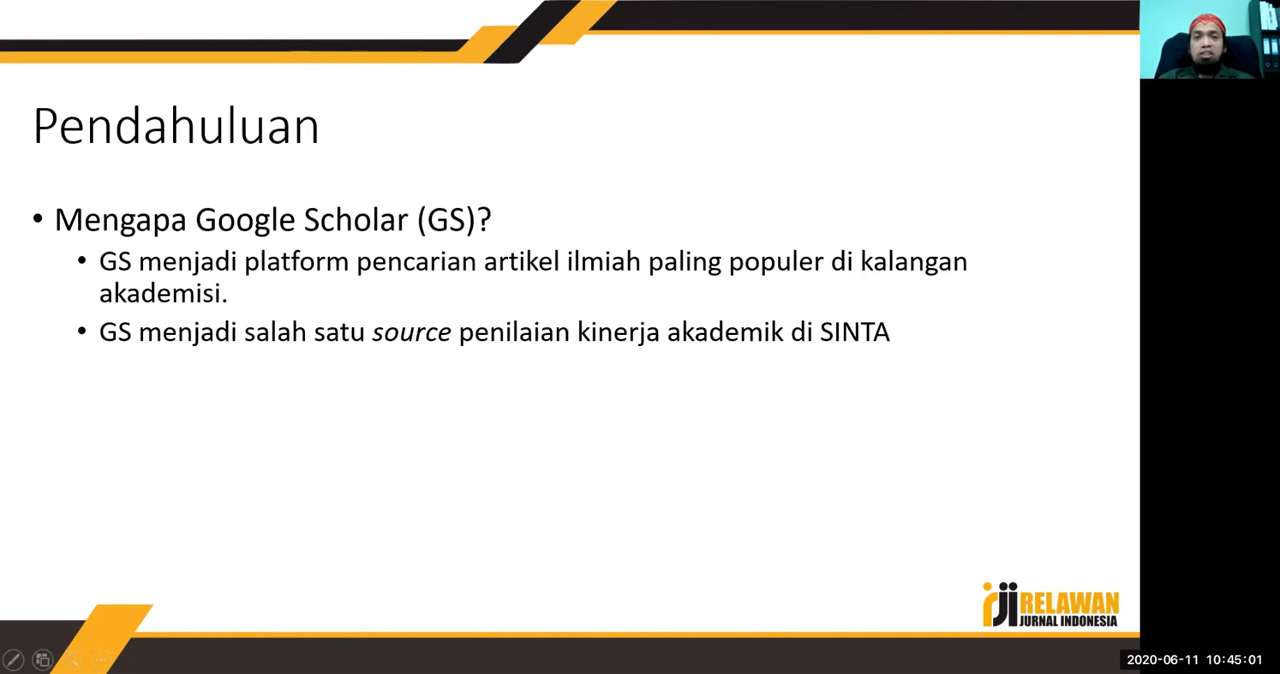 Pendahuluan
• Mengapa Google Scholar (GS)?
• GS menjadi platform pencarian artikel ilmiah paling populer di kalangan
akademisi.
• GS menjadi salah satu source penilaian kinerja akademik di SINTA
RELAWAN
JURNAL INDONESIA
2020-06-11 10:45:01